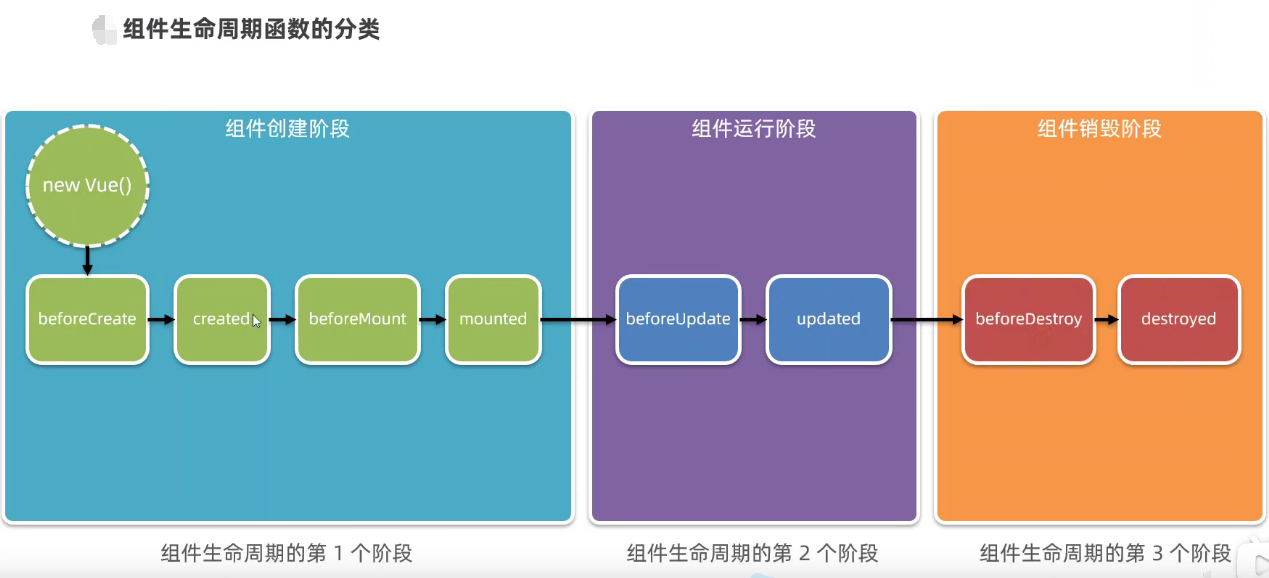 组件生命周期函数的分类
组件创建阶段
new Vue()
beforeCreate
created
beforeMount
mounted
组件生命周期的第 1 个阶段
组件运行阶段
beforeUpdate
updated
组件生命周期的第 2 个阶段
组件销毁阶段
beforeDestroy
destroyed
组件生命周期的第 3 个阶段